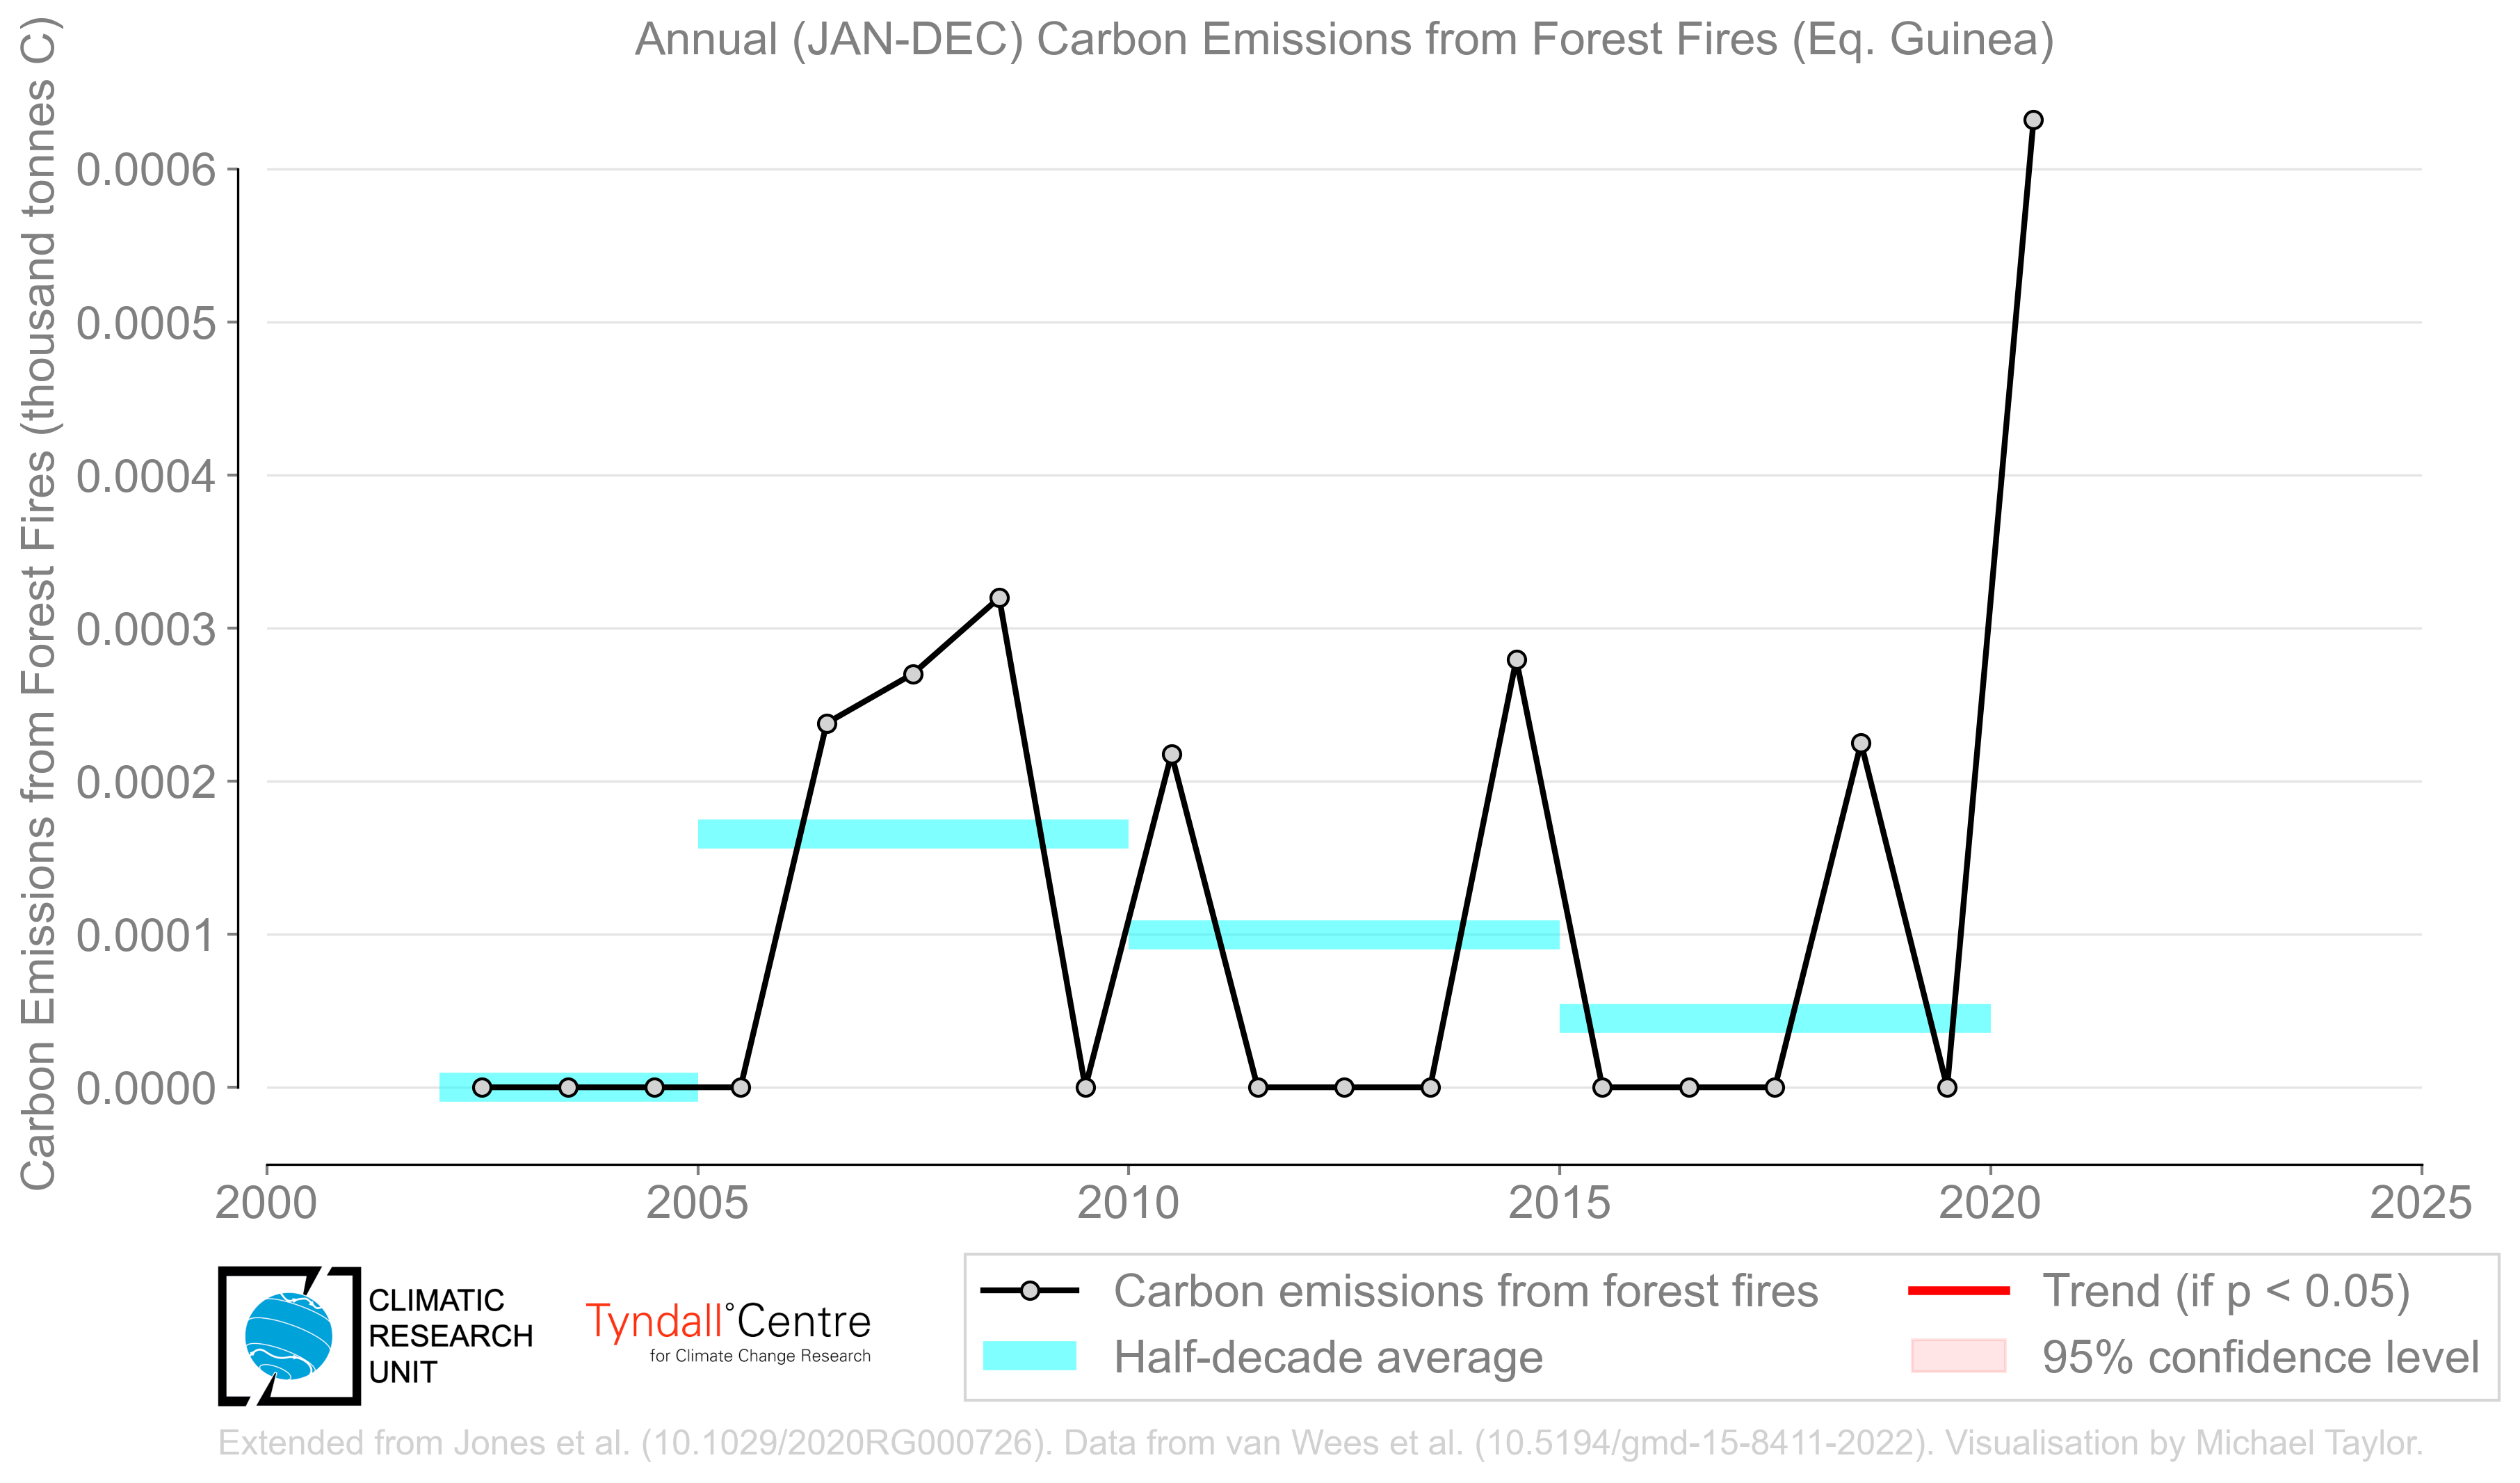 Annual (JAN-DEC) Carbon Emissions from Forest Fires (Eq. Guinea)
Carbon Emissions from Forest Fires (thousand tonnes C)
0.0006
0.0005
0.0004
0.0003
0.0002
0.0001
0.0000
2000 2005 2010 2015 2020 2025
CLIMATIC
RESEARCH
UNIT
Tyndall°Centre
for Climate Change Research
Carbon emissions from forest fires
Half-decade average
Trend (if p < 0.05)
95% confidence level
Extended from Jones et al. (10.1029/2020RG000726). Data from van Wees et al. (10.5194/gmd-15-8411-2022). Visualisation by Michael Taylor.